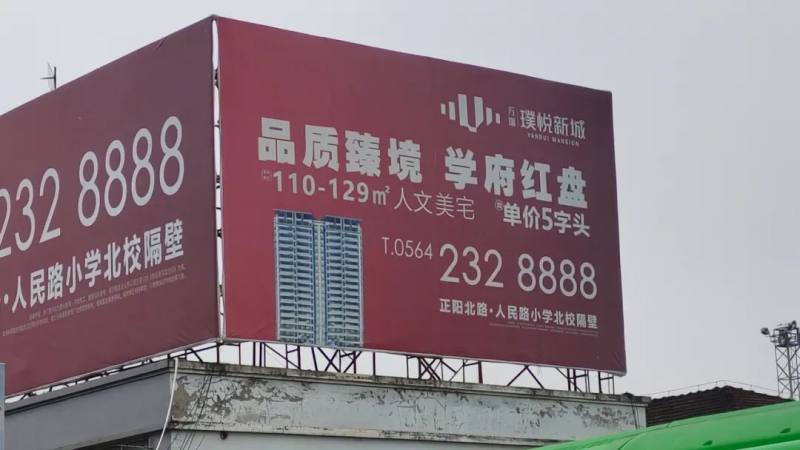 232 8888
·人民路小学北校隔壁
万瑞 璞悦新城
品质臻境 学府红盘
110-129㎡人文美宅
单价5字头
T.0564 232 8888
正阳北路·人民路小学北校隔壁